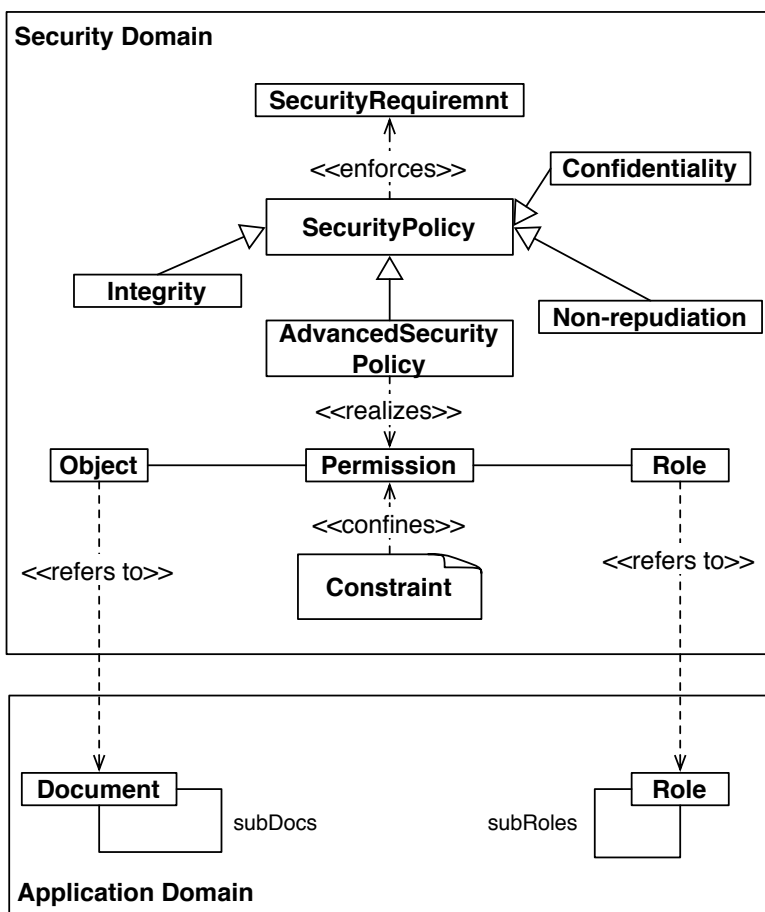 Security Domain
SecurityRequiremnt
<<enforces>>
Confidentiality
SecurityPolicy
Integrity
Non-repudiation
AdvancedSecurity
Policy
<<realizes>>
Object
Permission
Role
<<confines>>
<<refers to>>
<<refers to>>
Constraint
Document
Role
subDocs
subRoles
Application Domain